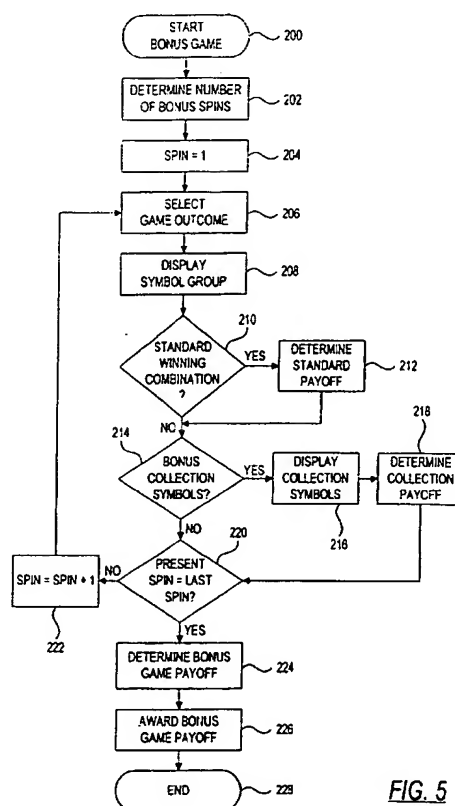 START
BONUS GAME
200
DETERMINE NUMBER
OF BONUS SPINS
202
SPIN = 1
204
SELECT
GAME OUTCOME
206
DISPLAY
SYMBOL GROUP
208
210
STANDARD
WINNING
COMBINATION
?
YES
DETERMINE
STANDARD
PAYOFF
212
NO
214
BONUS
COLLECTION
SYMBOLS?
YES
DISPLAY
COLLECTION
SYMBOLS
216
218
DETERMINE
COLLECTION
PAYOFF
NO
220
PRESENT
SPIN = LAST
SPIN?
NO
SPIN = SPIN + 1
222
YES
DETERMINE BONUS
GAME PAYOFF
224
AWARD BONUS
GAME PAYOFF
226
END
228
FIG. 5